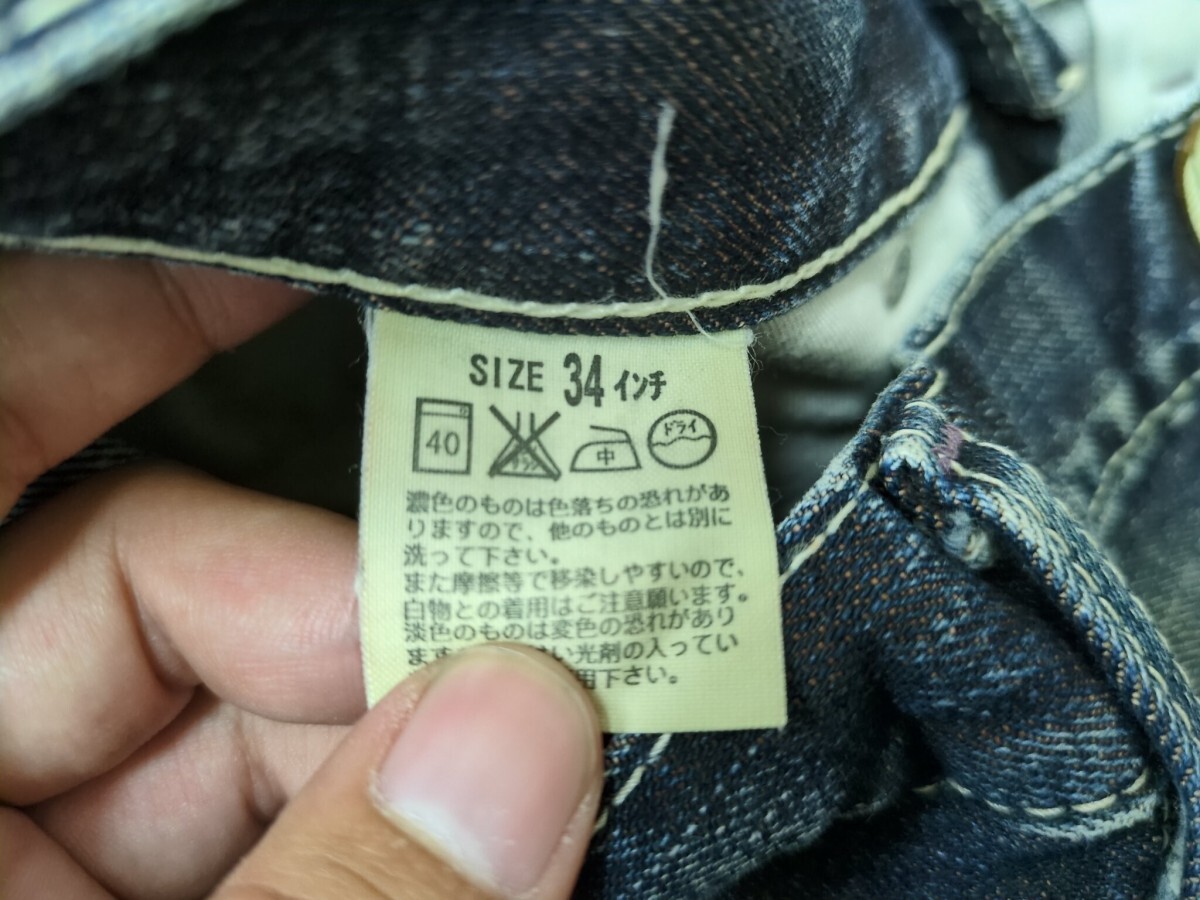 SIZE 34 インチ
40 中 ドライ
濃色のものは色落ちの恐れがあ
りますので、他のものとは別に
洗って下さい。
また摩擦等で移染しやすいので、
白物との着用はご注意願います。
淡色のものは変色の恐れがあり
ます い光剤の入ってい
用下さい。